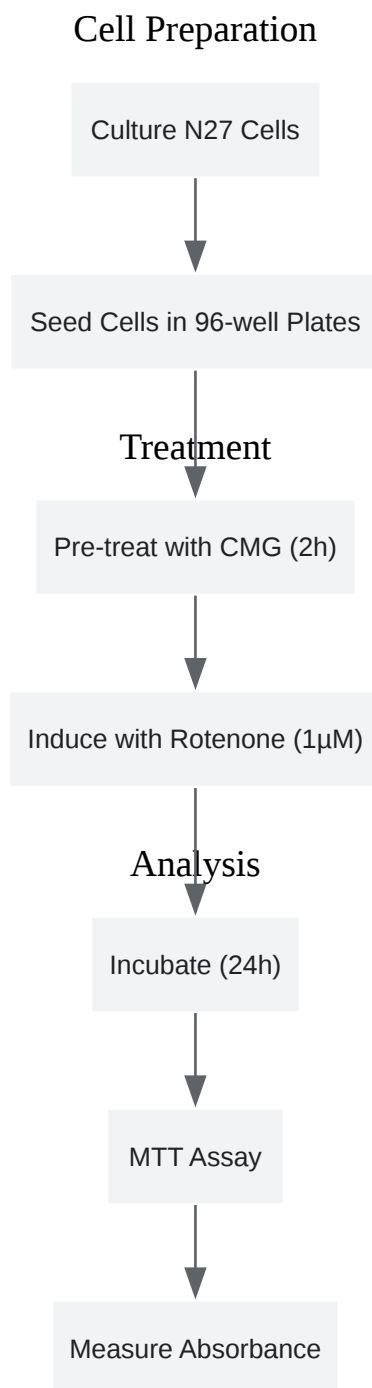 Cell Preparation
Culture N27 Cells
Seed Cells in 96-well Plates
Treatment
Pre-treat with CMG (2h)
Induce with Rotenone (1µM)
Analysis
Incubate (24h)
MTT Assay
Measure Absorbance